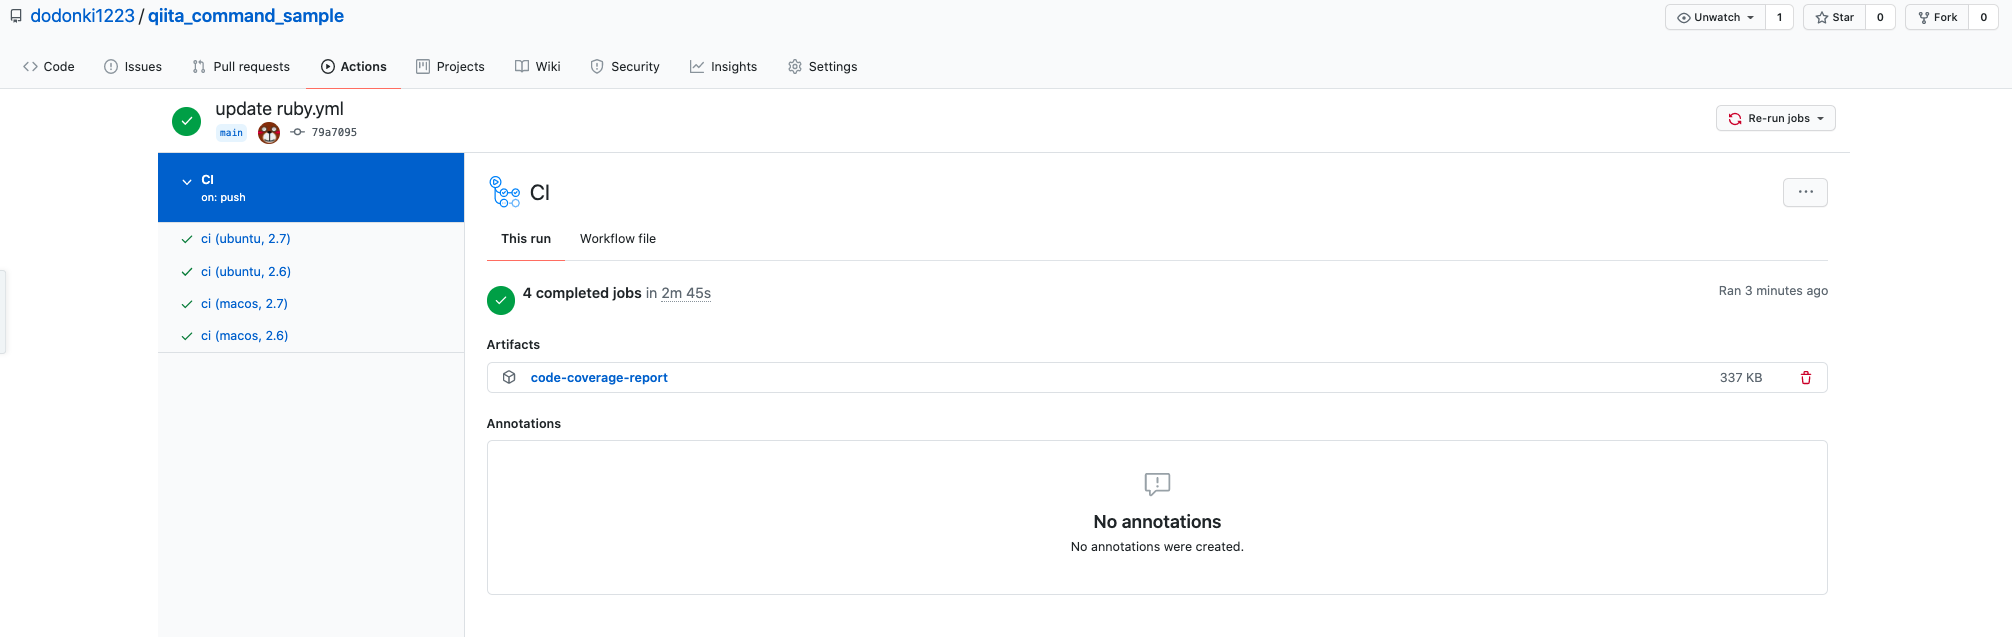 dodonki1223 / qiita_command_sample
Unwatch 1 Star 0 Fork 0
Code Issues Pull requests Actions Projects Wiki Security Insights Settings
update ruby.yml
main 79a7095
Re-run jobs
CI
on: push
ci (ubuntu, 2.7)
ci (ubuntu, 2.6)
ci (macos, 2.7)
ci (macos, 2.6)
CI
...
This run Workflow file
4 completed jobs in 2m 45s
Ran 3 minutes ago
Artifacts
code-coverage-report 337 KB
Annotations
No annotations
No annotations were created.